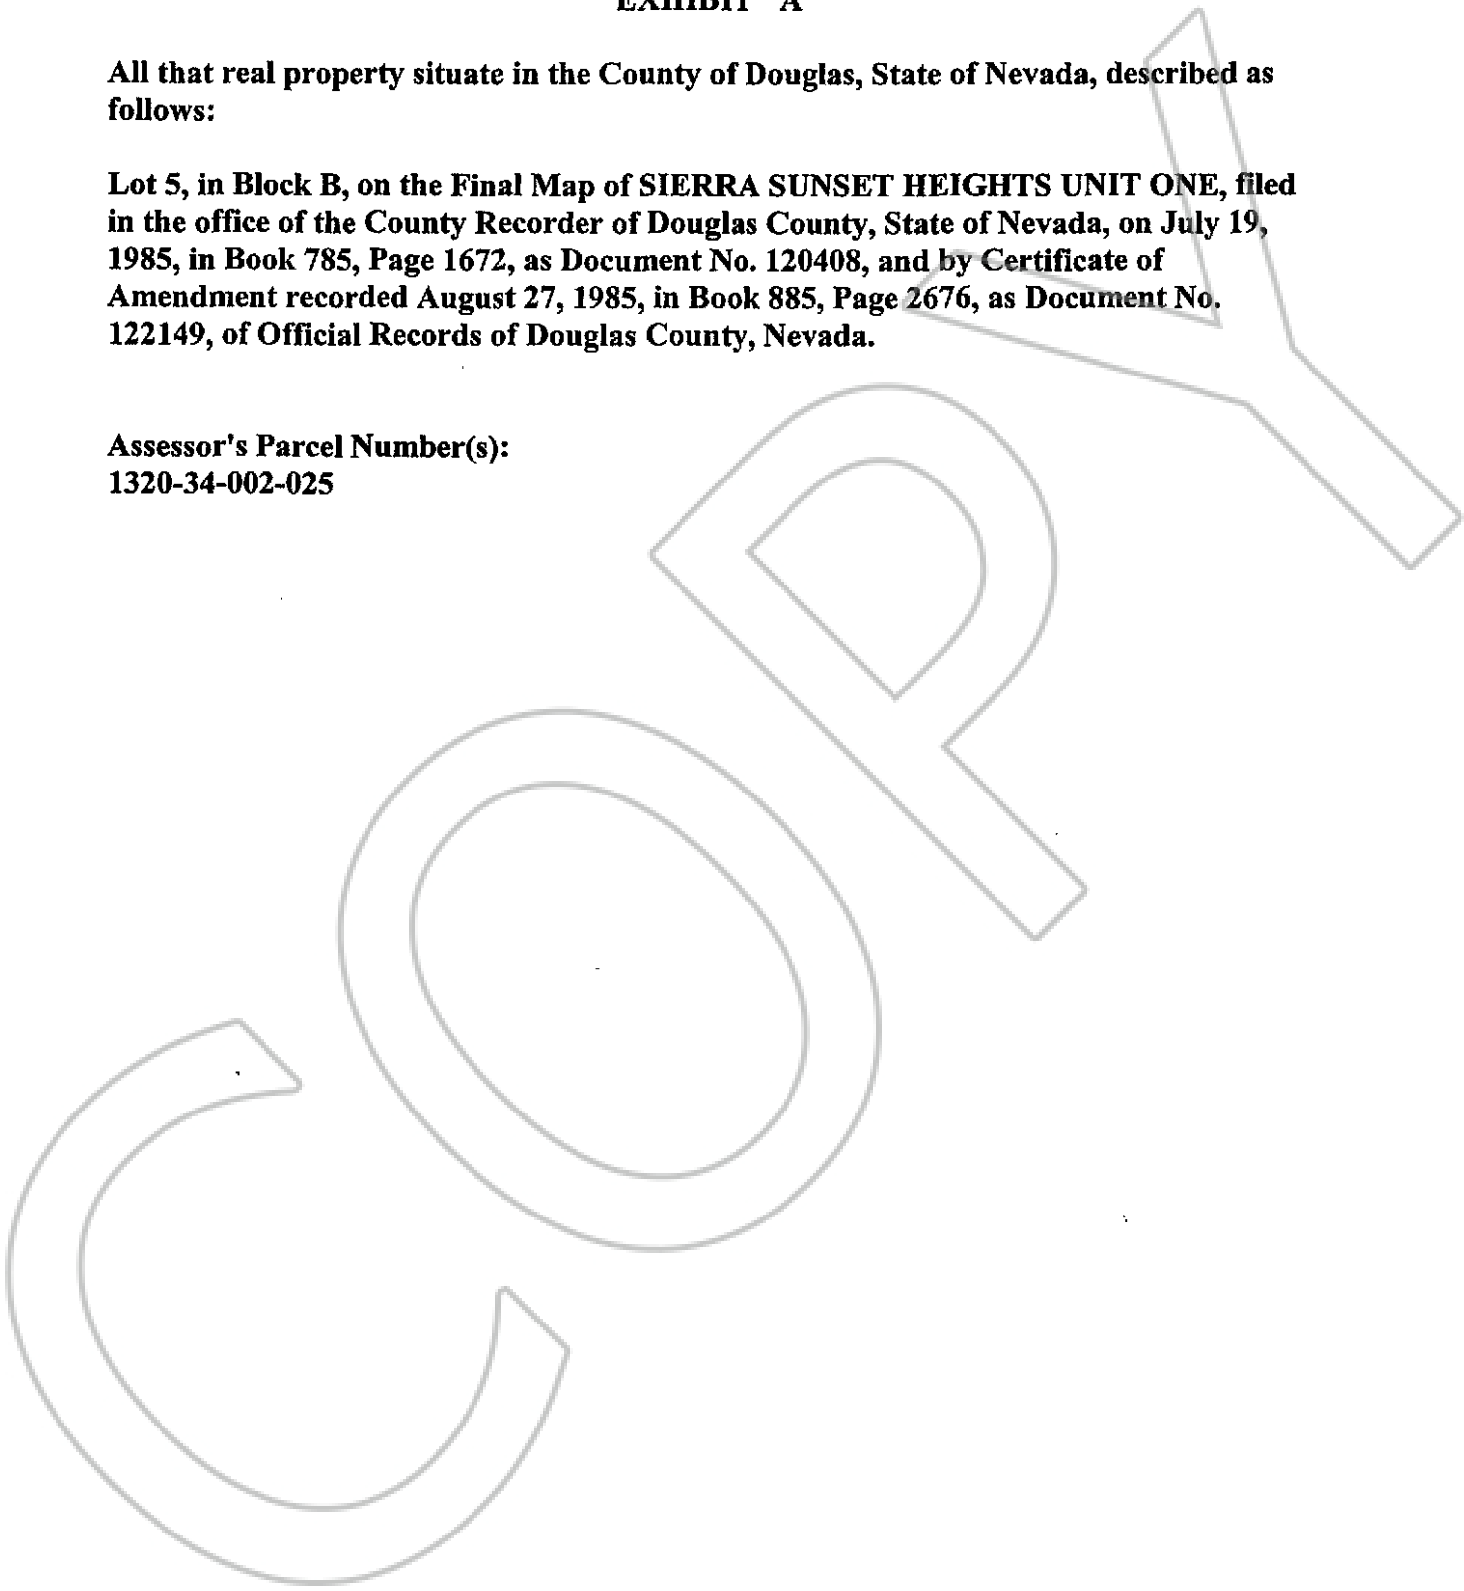 EXHIBIT "A"
All that real property situate in the County of Douglas, State of Nevada, described as
follows:
Lot 5, in Block B, on the Final Map of SIERRA SUNSET HEIGHTS UNIT ONE, filed
in the office of the County Recorder of Douglas County, State of Nevada, on July 19,
1985, in Book 785, Page 1672, as Document No. 120408, and by Certificate of
Amendment recorded August 27, 1985, in Book 885, Page 2676, as Document No.
122149, of Official Records of Douglas County, Nevada.
Assessor's Parcel Number(s):
1320-34-002-025
COPY